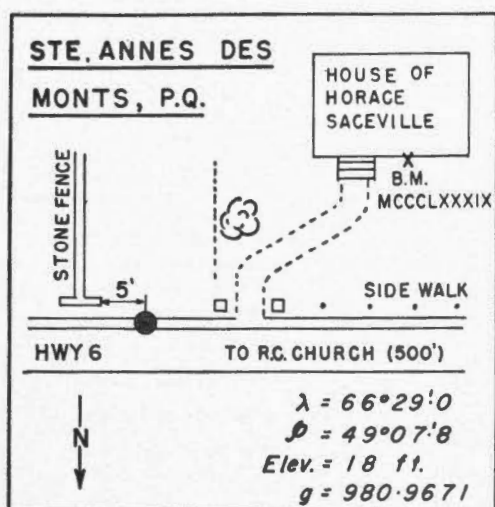 STE. ANNES DES
MONTS, P.Q.
HOUSE OF
HORACE
SACEVILLE
X
B.M.
MCCCLXXXIX
STONE FENCE
5'
SIDE WALK
HWY 6
TO R.C. CHURCH (500')
N
λ = 66°29'.0
φ = 49°07'.8
Elev. = 18 ft.
g = 980.9671